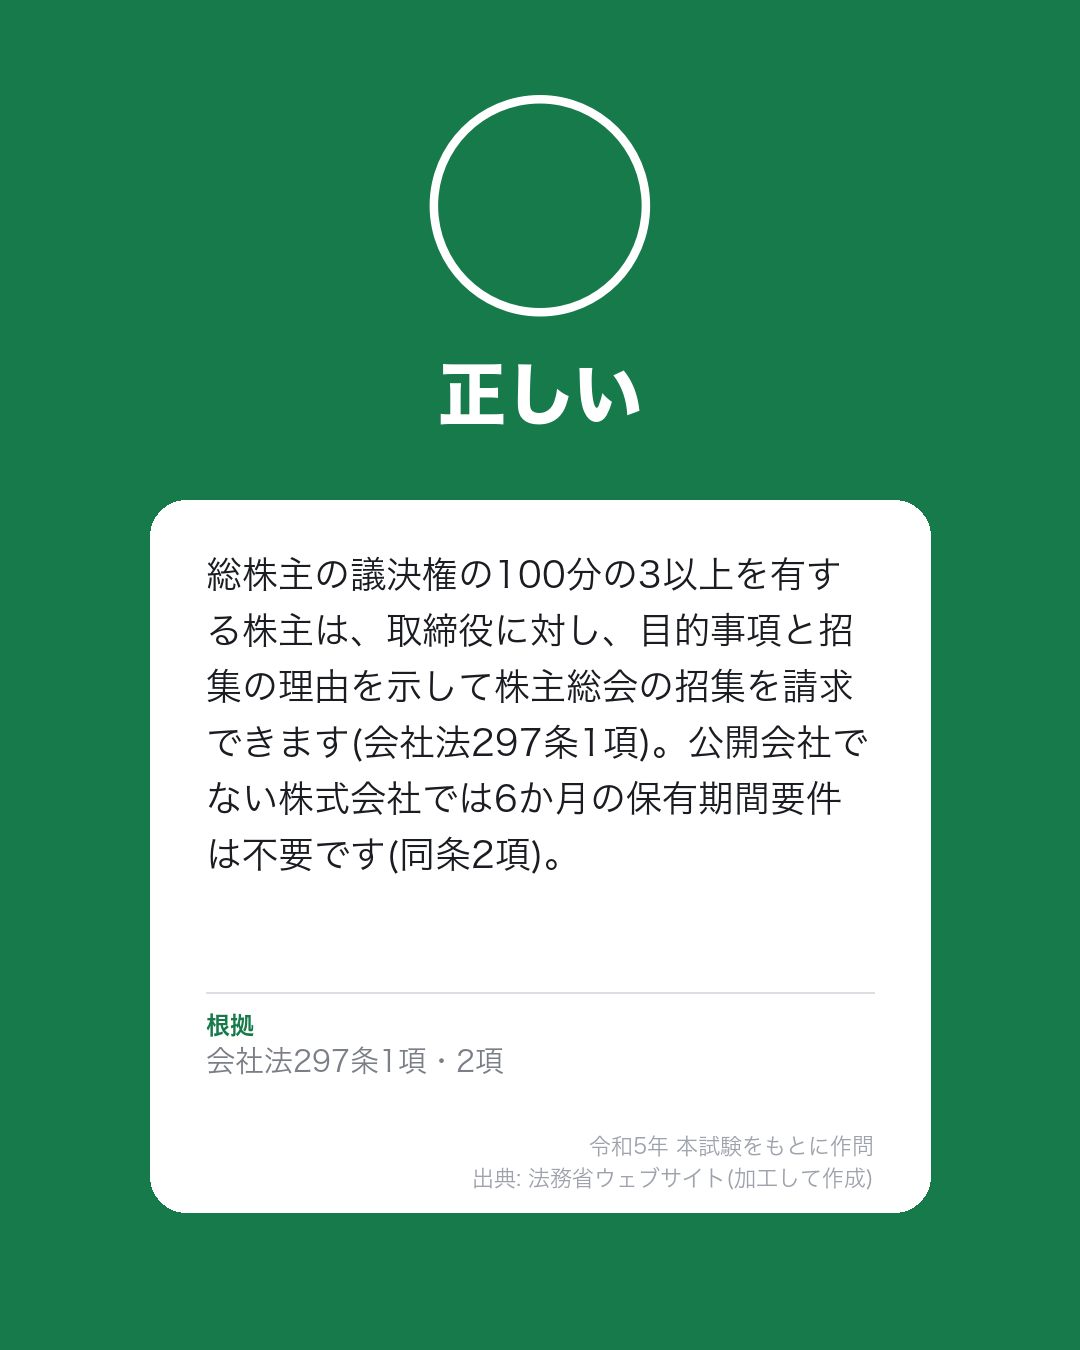 正しい
総株主の議決権の100分の3以上を有す
る株主は、取締役に対し、目的事項と招
集の理由を示して株主総会の招集を請求
できます(会社法297条1項)。公開会社で
ない株式会社では6か月の保有期間要件
は不要です(同条2項)。
根拠
会社法297条1項・2項
令和5年 本試験をもとに作問
出典: 法務省ウェブサイト(加工して作成)